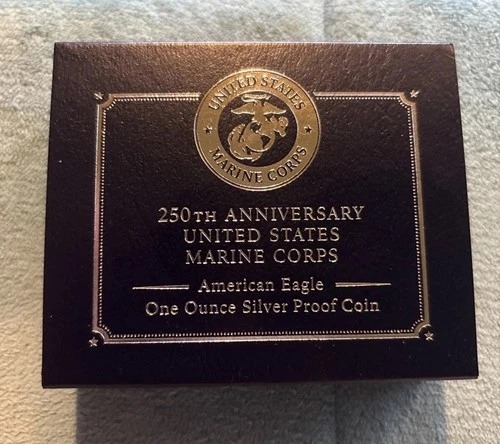 UNITED STATES
MARINE CORPS
250TH ANNIVERSARY
UNITED STATES
MARINE CORPS
American Eagle
One Ounce Silver Proof Coin